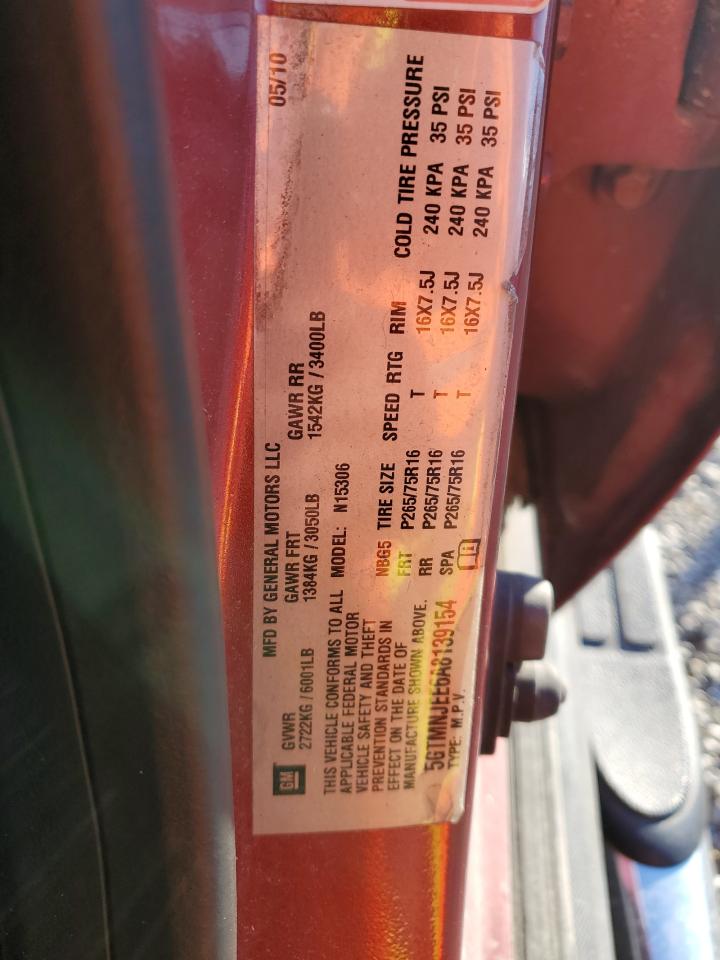 MFD BY GENERAL MOTORS LLC 05/10
GM GVWR GAWR FRT GAWR RR
2722KG / 6001LB 1384KG / 3050LB 1542KG / 3400LB
THIS VEHICLE CONFORMS TO ALL MODEL: N15306
APPLICABLE FEDERAL MOTOR
VEHICLE SAFETY AND THEFT
PREVENTION STANDARDS IN
EFFECT ON THE DATE OF
MANUFACTURE SHOWN ABOVE.
5GTMNJEE6A8139154
TYPE: M.P.V.
NBG5 TIRE SIZE SPEED RTG RIM COLD TIRE PRESSURE
FRT P265/75R16 T 16X7.5J 240 KPA 35 PSI
RR P265/75R16 T 16X7.5J 240 KPA 35 PSI
SPA P265/75R16 T 16X7.5J 240 KPA 35 PSI